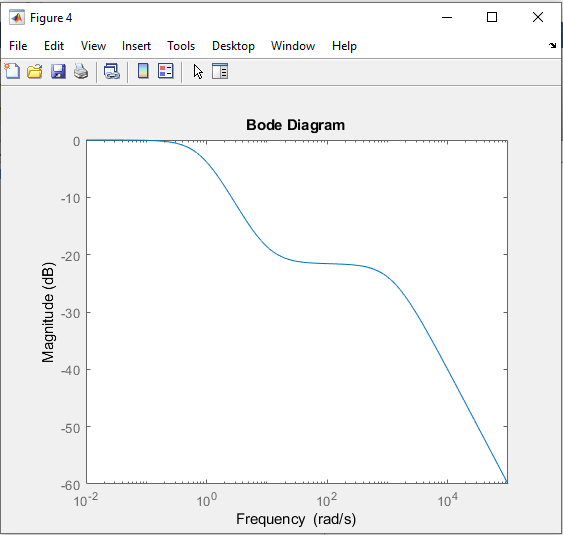 Figure 4
File Edit View Insert Tools Desktop Window Help
Bode Diagram
0
-10
-20
-30
-40
-50
-60
Magnitude (dB)
10^-2 10^0 10^2 10^4
Frequency (rad/s)